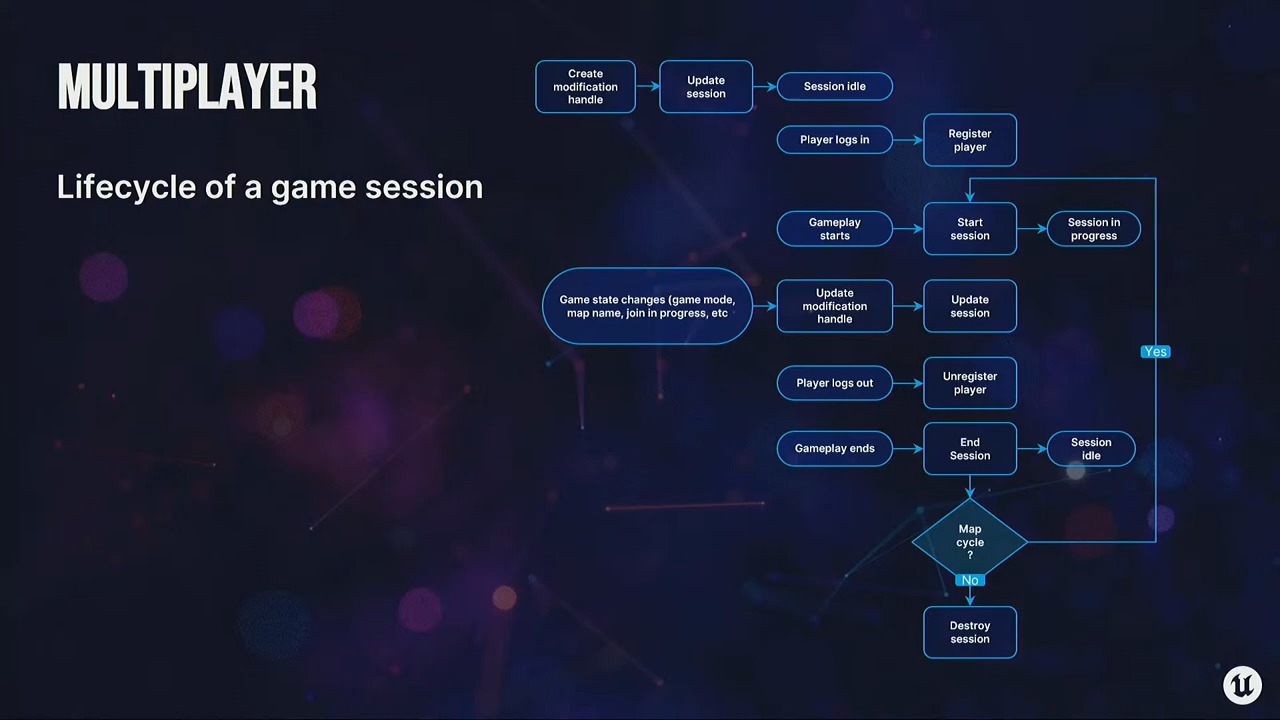 MULTIPLAYER
Lifecycle of a game session
Create
modification
handle
Update
session
Session idle
Player logs in
Register
player
Gameplay
starts
Start
session
Session in
progress
Game state changes (game mode,
map name, join in progress, etc
Update
modification
handle
Update
session
Yes
Player logs out
Unregister
player
Gameplay ends
End
Session
Session
idle
Map
cycle
?
No
Destroy
session